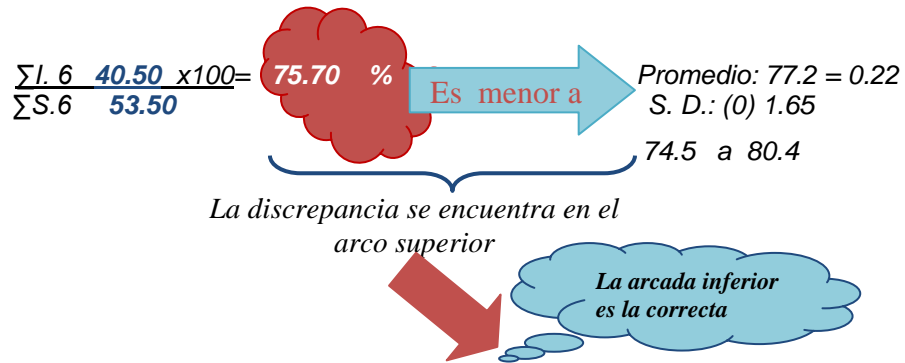 ∑I. 6 40.50 x100= 75.70 % Es menor a Promedio: 77.2 = 0.22
∑S.6 53.50 S. D.: (0) 1.65
74.5 a 80.4
La discrepancia se encuentra en el
arco superior
La arcada inferior
es la correcta